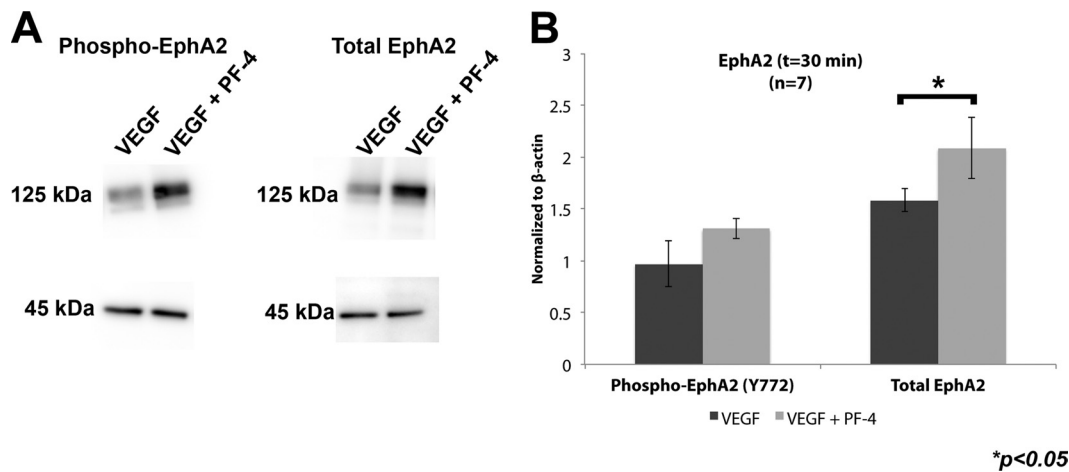 A
Phospho-EphA2
Total EphA2
VEGF
VEGF + PF-4
VEGF
VEGF + PF-4
125 kDa
125 kDa
45 kDa
45 kDa
B
EphA2 (t=30 min)
(n=7)
*
Normalized to β-actin
3
2.5
2
1.5
1
0.5
0
Phospho-EphA2 (Y772)
Total EphA2
VEGF
VEGF + PF-4
*p<0.05